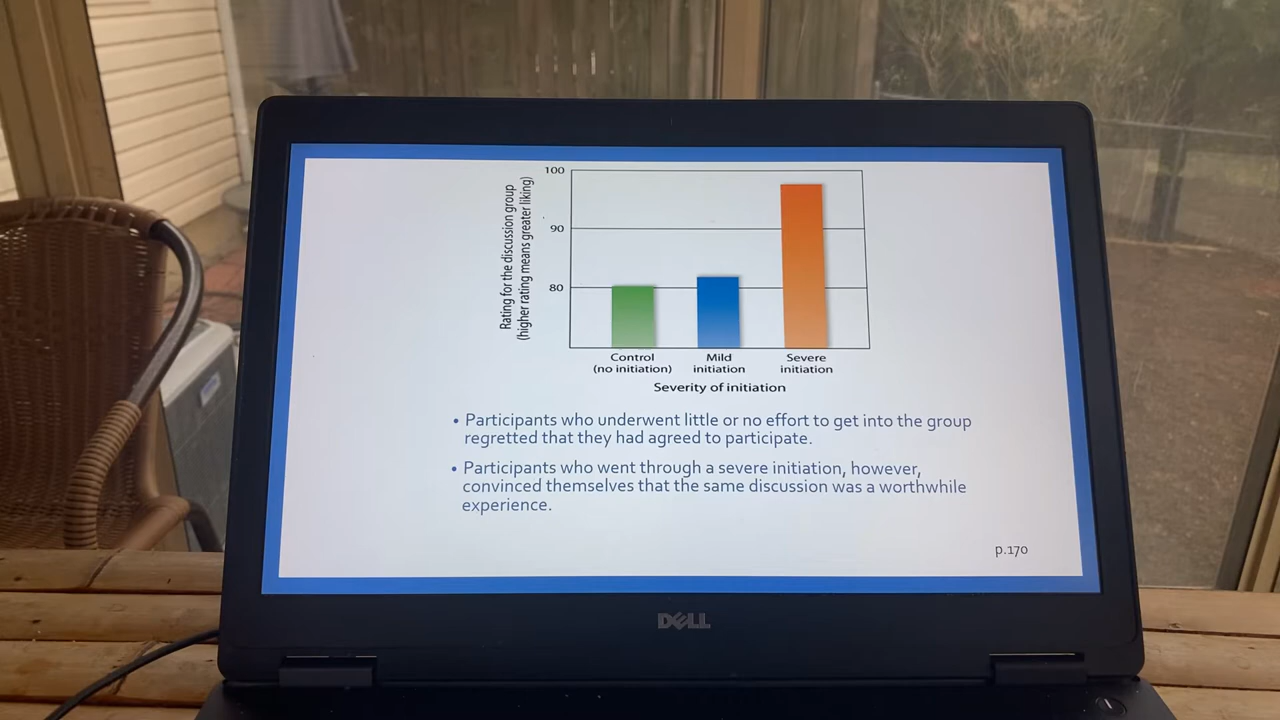 100
90
80
Rating for the discussion group
(higher rating means greater liking)
Control
(no initiation)
Mild
initiation
Severe
initiation
Severity of initiation
• Participants who underwent little or no effort to get into the group
regretted that they had agreed to participate.
• Participants who went through a severe initiation, however,
convinced themselves that the same discussion was a worthwhile
experience.
p.170
DELL